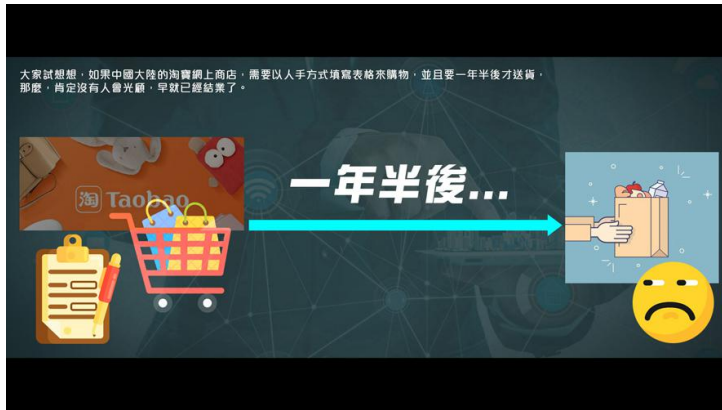 大家試想想，如果中國大陸的淘寶網上商店，需要以人手方式填寫表格來購物，並且要一年半後才送貨，
那麼，肯定沒有人會光顧，早就已經結業了。
淘 Taobao
一年半後...